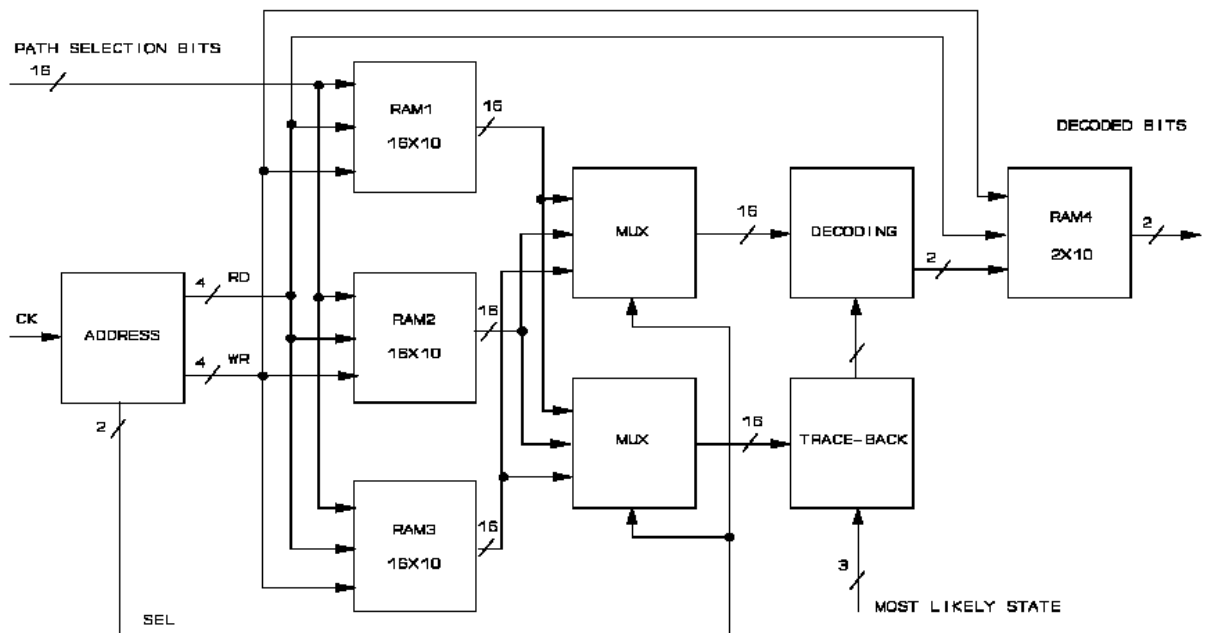 PATH SELECTION BITS
16
RAM1
16X10
16
DECODED BITS
MUX
16
DECODING
2
RAM4
2X10
2
CK
ADDRESS
4
RD
4
WR
2
RAM2
16X10
16
MUX
16
TRACE-BACK
RAM3
16X10
16
3
SEL
MOST LIKELY STATE